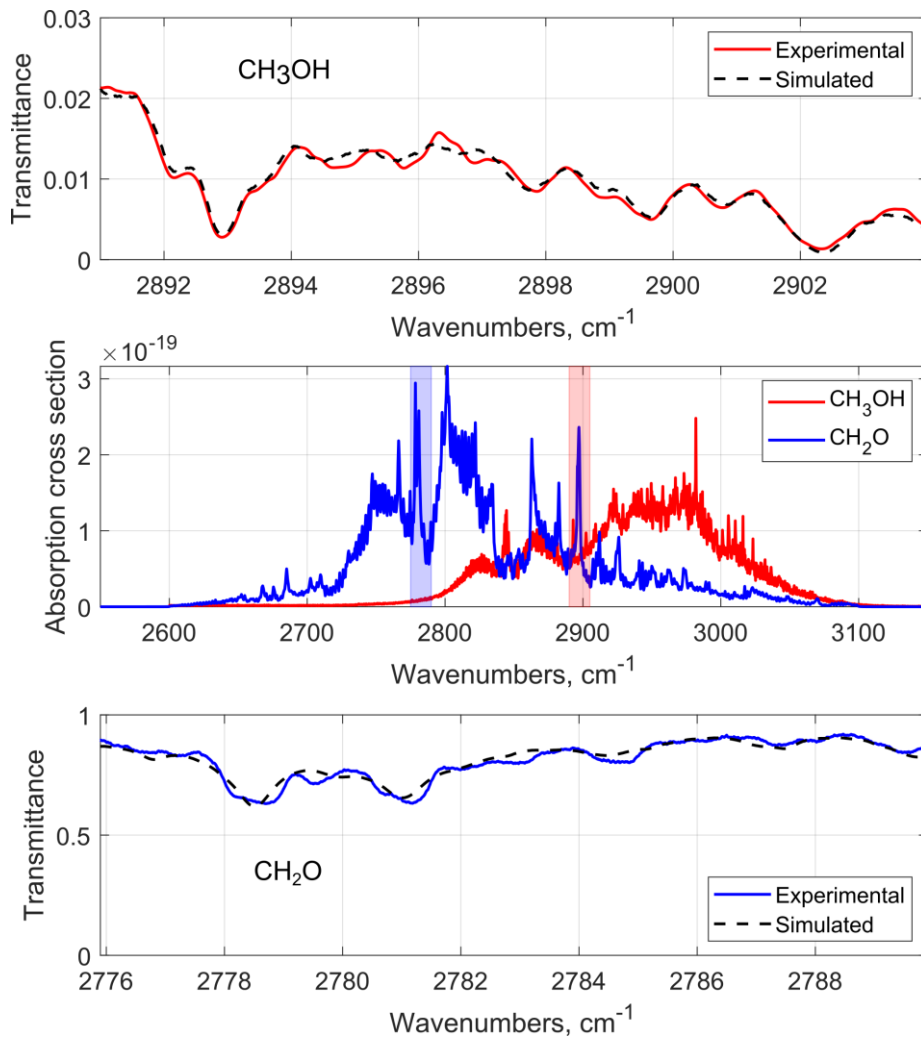 0.03
0.02
0.01
0
Transmittance
CH3OH
Experimental
Simulated
2892 2894 2896 2898 2900 2902
Wavenumbers, cm-1
×10-19
3
2
1
0
Absorption cross section
CH3OH
CH2O
2600 2700 2800 2900 3000 3100
Wavenumbers, cm-1
1
0.5
0
Transmittance
CH2O
Experimental
Simulated
2776 2778 2780 2782 2784 2786 2788
Wavenumbers, cm-1